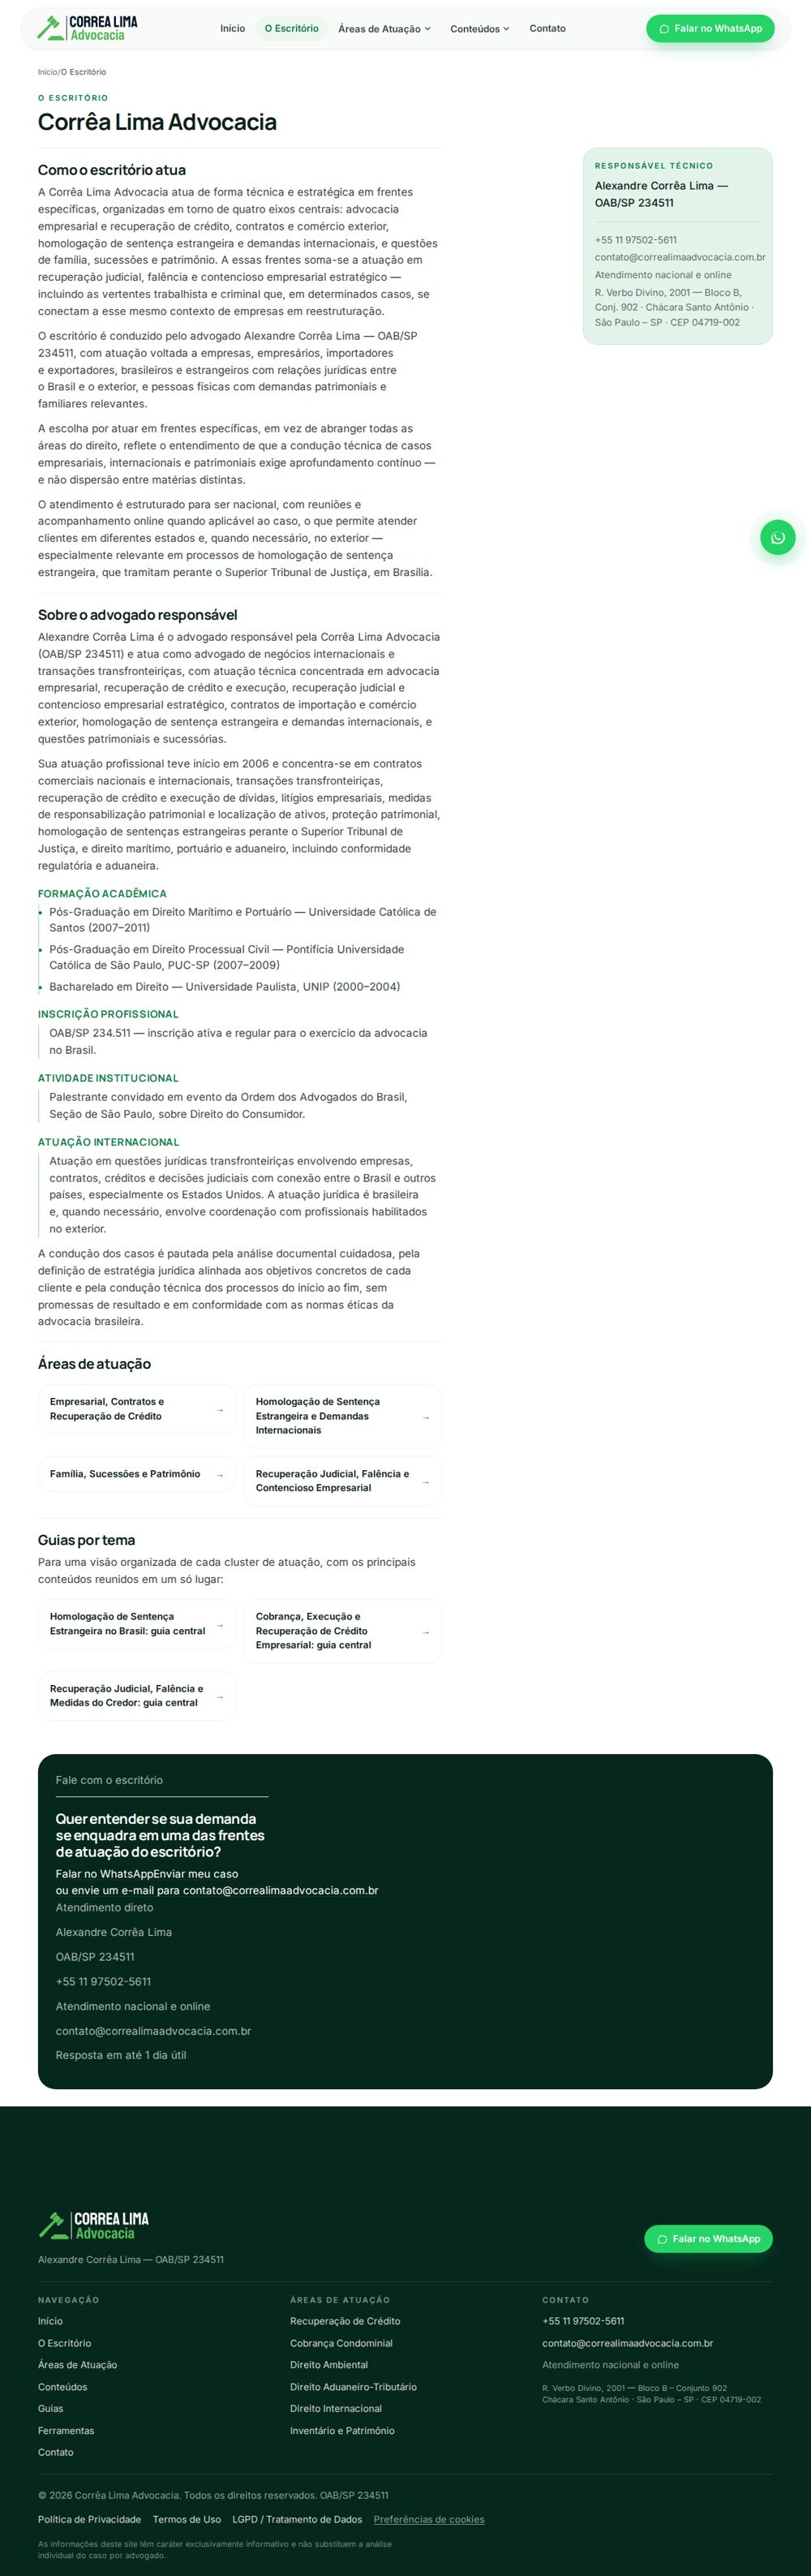 CORREA LIMA
Advocacia
Início
O Escritório
Áreas de Atuação
Conteúdos
Contato
Falar no WhatsApp
Início/O Escritório
O ESCRITÓRIO
Corrêa Lima Advocacia
Como o escritório atua
A Corrêa Lima Advocacia atua de forma técnica e estratégica em frentes
específicas, organizadas em torno de quatro eixos centrais: advocacia
empresarial e recuperação de crédito, contratos e comércio exterior,
homologação de sentença estrangeira e demandas internacionais, e questões
de família, sucessões e patrimônio. A essas frentes soma-se a atuação em
recuperação judicial, falência e contencioso empresarial estratégico —
incluindo as vertentes trabalhista e criminal que, em determinados casos, se
conectam a esse mesmo contexto de empresas em reestruturação.
O escritório é conduzido pelo advogado Alexandre Corrêa Lima — OAB/SP
234511, com atuação voltada a empresas, empresários, importadores
e exportadores, brasileiros e estrangeiros com relações jurídicas entre
o Brasil e o exterior, e pessoas físicas com demandas patrimoniais e
familiares relevantes.
A escolha por atuar em frentes específicas, em vez de abranger todas as
áreas do direito, reflete o entendimento de que a condução técnica de casos
empresariais, internacionais e patrimoniais exige aprofundamento contínuo —
e não dispersão entre matérias distintas.
O atendimento é estruturado para ser nacional, com reuniões e
acompanhamento online quando aplicável ao caso, o que permite atender
clientes em diferentes estados e, quando necessário, no exterior —
especialmente relevante em processos de homologação de sentença
estrangeira, que tramitam perante o Superior Tribunal de Justiça, em Brasília.
RESPONSÁVEL TÉCNICO
Alexandre Corrêa Lima —
OAB/SP 234511
+55 11 97502-5611
contato@correalimaadvocacia.com.br
Atendimento nacional e online
R. Verbo Divino, 2001 — Bloco B,
Conj. 902 · Chácara Santo Antônio ·
São Paulo – SP · CEP 04719-002
Sobre o advogado responsável
Alexandre Corrêa Lima é o advogado responsável pela Corrêa Lima Advocacia
(OAB/SP 234511) e atua como advogado de negócios internacionais e
transações transfronteiriças, com atuação técnica concentrada em advocacia
empresarial, recuperação de crédito e execução, recuperação judicial e
contencioso empresarial estratégico, contratos de importação e comércio
exterior, homologação de sentença estrangeira e demandas internacionais, e
questões patrimoniais e sucessórias.
Sua atuação profissional teve início em 2006 e concentra-se em contratos
comerciais nacionais e internacionais, transações transfronteiriças,
recuperação de crédito e execução de dívidas, litígios empresariais, medidas
de responsabilização patrimonial e localização de ativos, proteção patrimonial,
homologação de sentenças estrangeiras perante o Superior Tribunal de
Justiça, e direito marítimo, portuário e aduaneiro, incluindo conformidade
regulatória e aduaneira.
FORMAÇÃO ACADÊMICA
• Pós-Graduação em Direito Marítimo e Portuário — Universidade Católica de
Santos (2007–2011)
• Pós-Graduação em Direito Processual Civil — Pontifícia Universidade
Católica de São Paulo, PUC-SP (2007–2009)
• Bacharelado em Direito — Universidade Paulista, UNIP (2000–2004)
INSCRIÇÃO PROFISSIONAL
OAB/SP 234.511 — inscrição ativa e regular para o exercício da advocacia
no Brasil.
ATIVIDADE INSTITUCIONAL
Palestrante convidado em evento da Ordem dos Advogados do Brasil,
Seção de São Paulo, sobre Direito do Consumidor.
ATUAÇÃO INTERNACIONAL
Atuação em questões jurídicas transfronteiriças envolvendo empresas,
contratos, créditos e decisões judiciais com conexão entre o Brasil e outros
países, especialmente os Estados Unidos. A atuação jurídica é brasileira
e, quando necessário, envolve coordenação com profissionais habilitados
no exterior.
A condução dos casos é pautada pela análise documental cuidadosa, pela
definição de estratégia jurídica alinhada aos objetivos concretos de cada
cliente e pela condução técnica dos processos do início ao fim, sem
promessas de resultado e em conformidade com as normas éticas da
advocacia brasileira.
Áreas de atuação
Empresarial, Contratos e
Recuperação de Crédito →
Homologação de Sentença
Estrangeira e Demandas
Internacionais →
Família, Sucessões e Patrimônio →
Recuperação Judicial, Falência e
Contencioso Empresarial →
Guias por tema
Para uma visão organizada de cada cluster de atuação, com os principais
conteúdos reunidos em um só lugar:
Homologação de Sentença
Estrangeira no Brasil: guia central →
Cobrança, Execução e
Recuperação de Crédito
Empresarial: guia central →
Recuperação Judicial, Falência e
Medidas do Credor: guia central →
Fale com o escritório
Quer entender se sua demanda
se enquadra em uma das frentes
de atuação do escritório?
Falar no WhatsAppEnviar meu caso
ou envie um e-mail para contato@correalimaadvocacia.com.br
Atendimento direto
Alexandre Corrêa Lima
OAB/SP 234511
+55 11 97502-5611
Atendimento nacional e online
contato@correalimaadvocacia.com.br
Resposta em até 1 dia útil
CORREA LIMA
Advocacia
Alexandre Corrêa Lima — OAB/SP 234511
Falar no WhatsApp
NAVEGAÇÃO
Início
O Escritório
Áreas de Atuação
Conteúdos
Guias
Ferramentas
Contato
ÁREAS DE ATUAÇÃO
Recuperação de Crédito
Cobrança Condominial
Direito Ambiental
Direito Aduaneiro-Tributário
Direito Internacional
Inventário e Patrimônio
CONTATO
+55 11 97502-5611
contato@correalimaadvocacia.com.br
Atendimento nacional e online
R. Verbo Divino, 2001 — Bloco B – Conjunto 902
Chácara Santo Antônio · São Paulo – SP · CEP 04719-002
© 2026 Corrêa Lima Advocacia. Todos os direitos reservados. OAB/SP 234511
Política de Privacidade
Termos de Uso
LGPD / Tratamento de Dados
Preferências de cookies
As informações deste site têm caráter exclusivamente informativo e não substituem a análise
individual do caso por advogado.